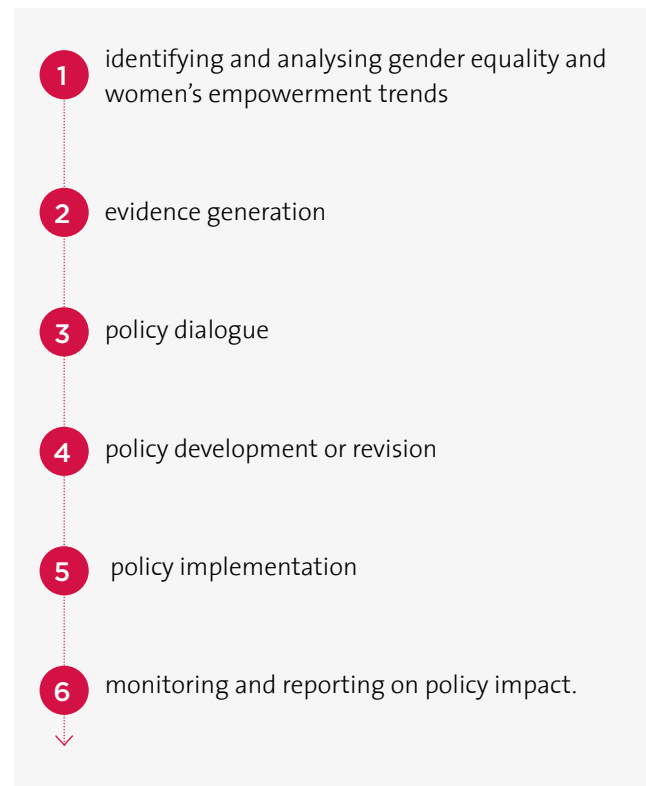 1 identifying and analysing gender equality and
women’s empowerment trends
2 evidence generation
3 policy dialogue
4 policy development or revision
5 policy implementation
6 monitoring and reporting on policy impact.